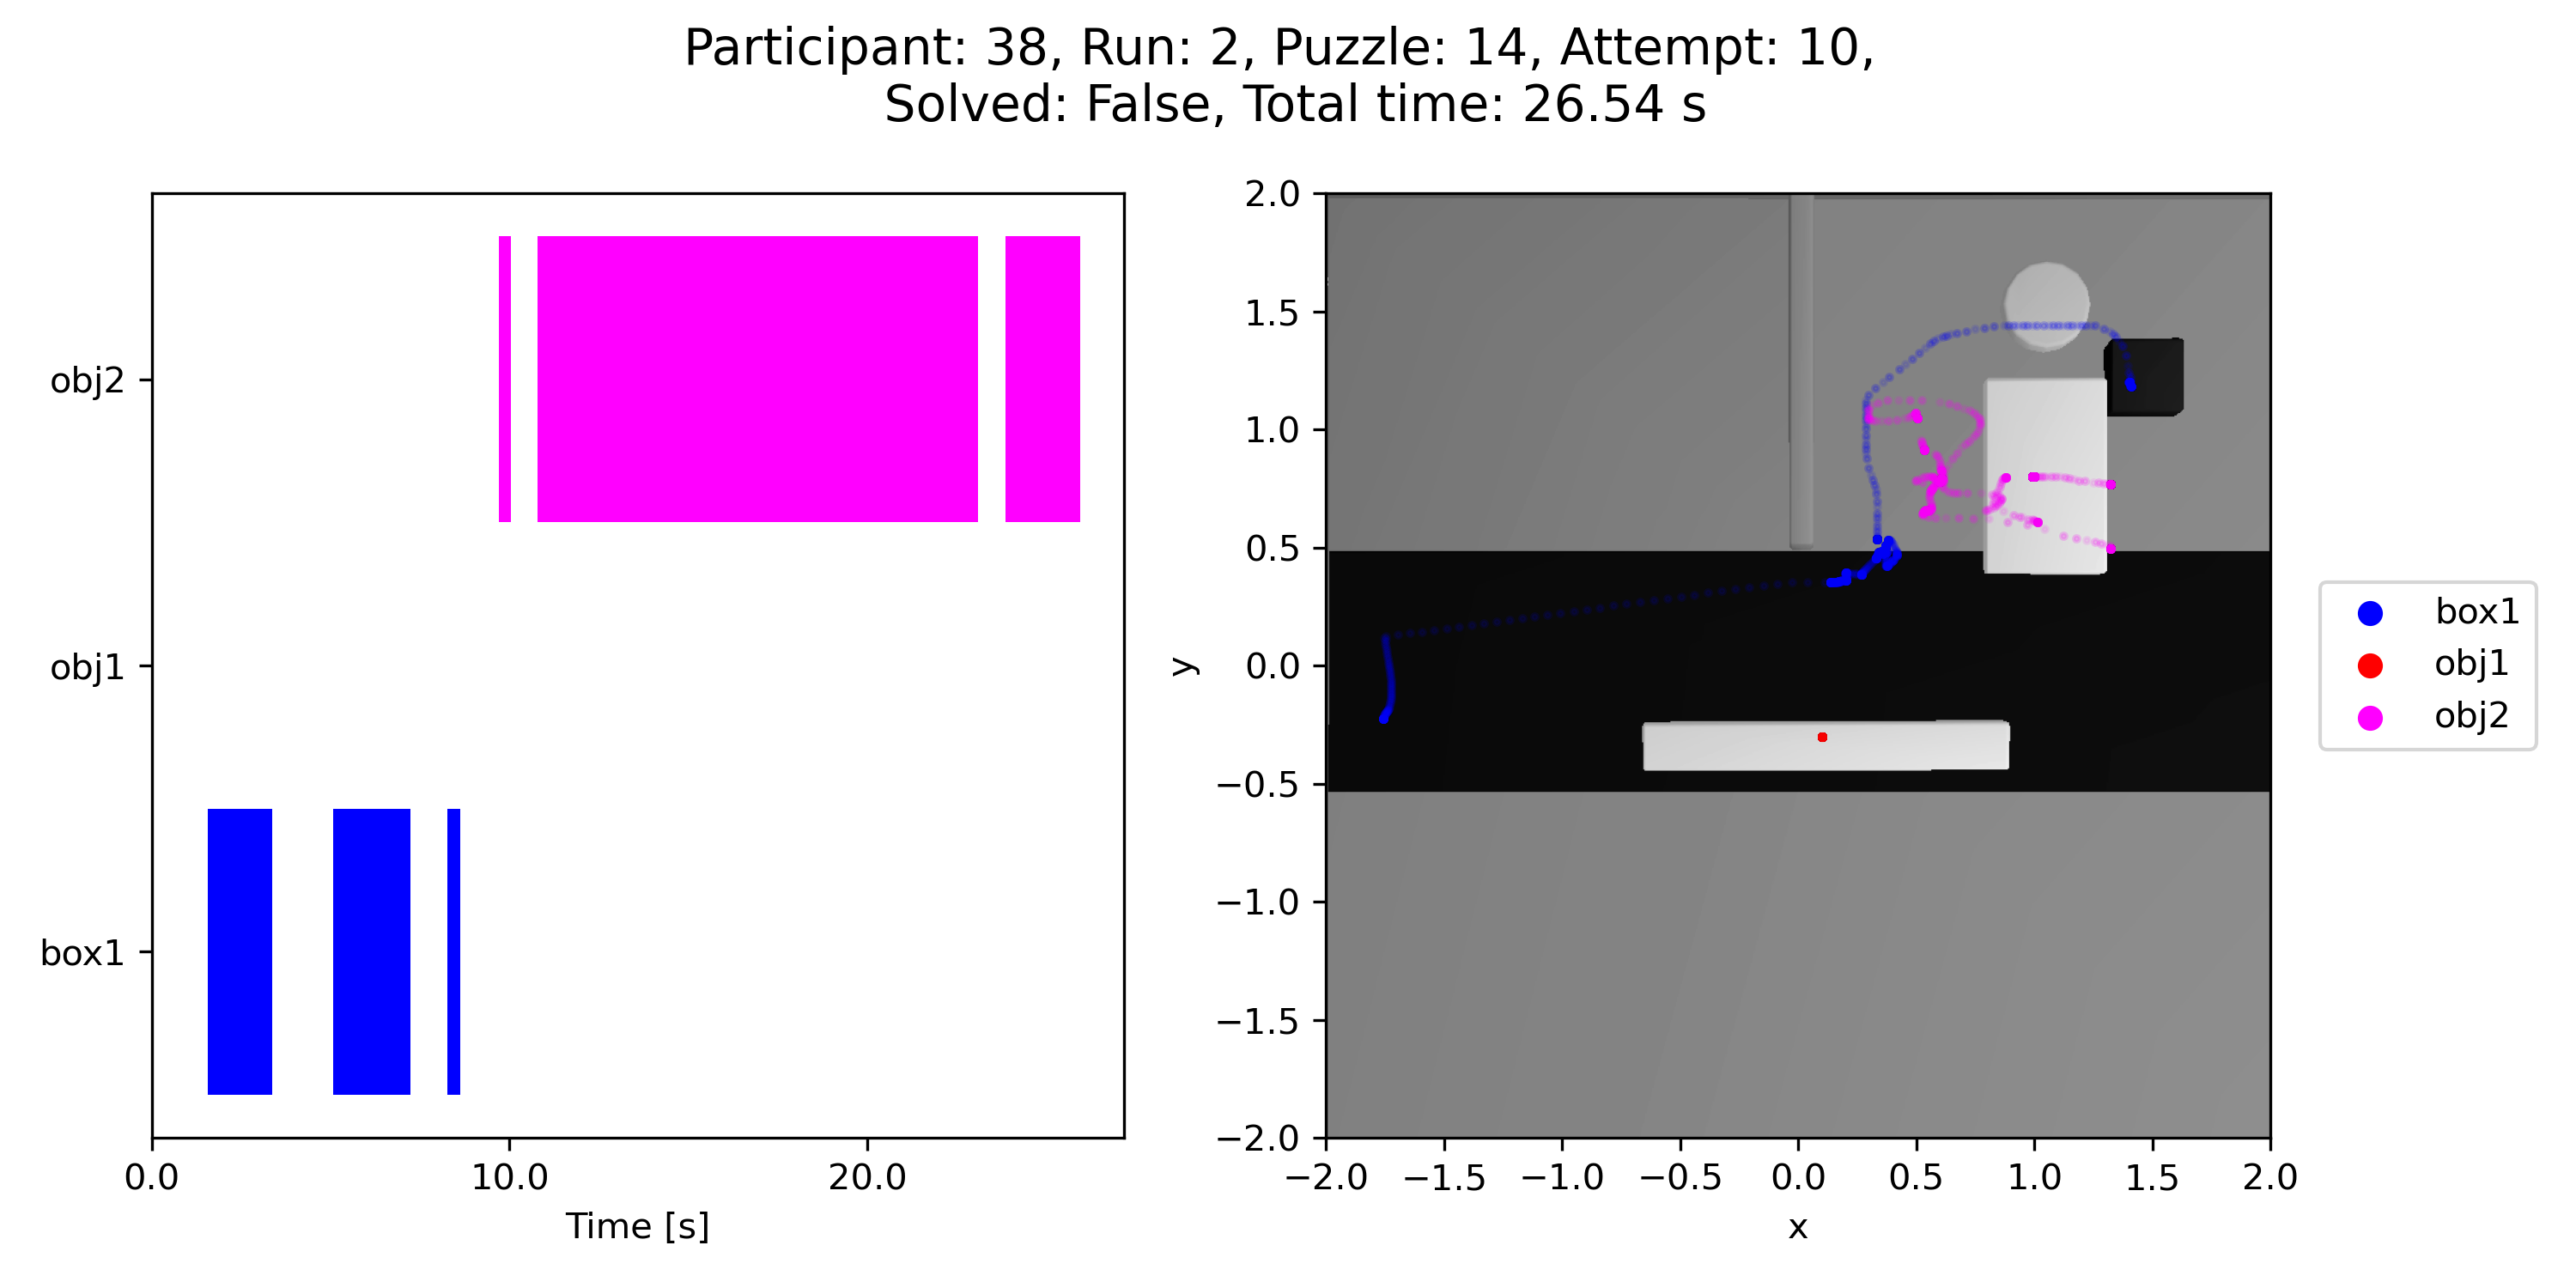 Participant: 38, Run: 2, Puzzle: 14, Attempt: 10,
Solved: False, Total time: 26.54 s
obj2
obj1
box1
0.0 10.0 20.0
Time [s]
2.0
1.5
1.0
0.5
0.0
−0.5
−1.0
−1.5
−2.0
y
−2.0 −1.5 −1.0 −0.5 0.0 0.5 1.0 1.5 2.0
x
box1
obj1
obj2